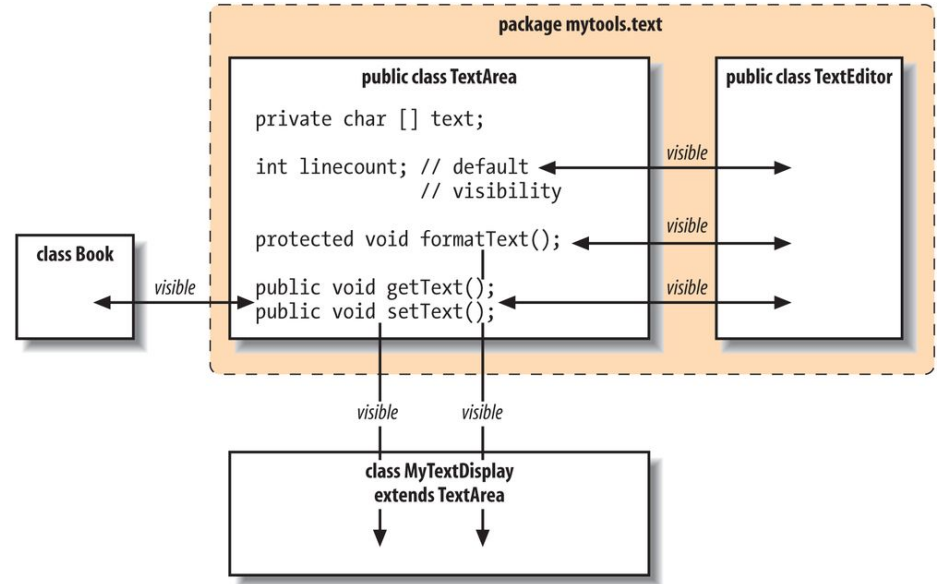 package mytools.text
public class TextArea
private char [] text;
int linecount; // default
// visibility
protected void formatText();
public void getText();
public void setText();
public class TextEditor
visible
visible
visible
class Book
visible
visible
visible
class MyTextDisplay
extends TextArea